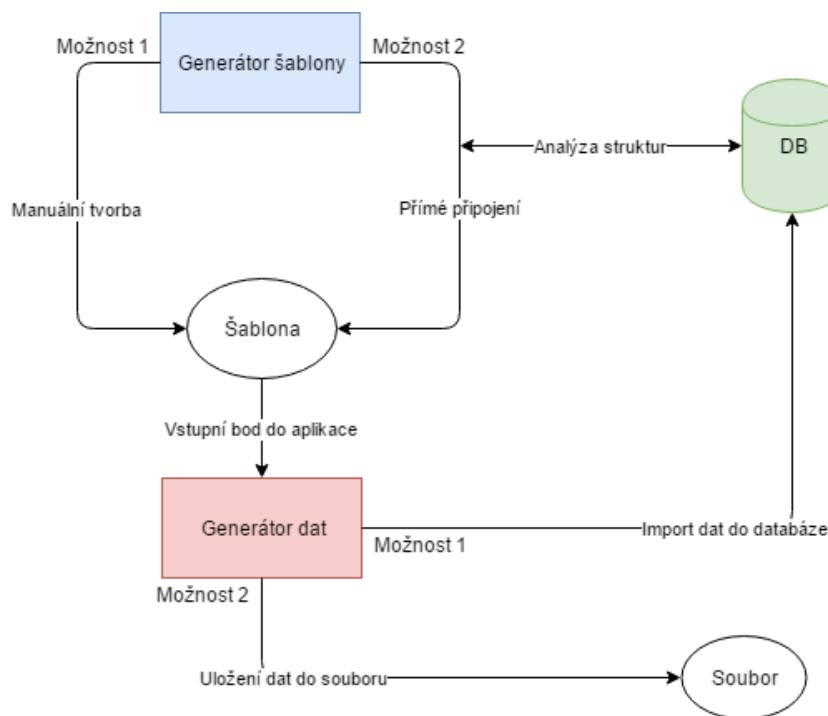 Možnost 1
Možnost 2
Generátor šablony
Analýza struktur
DB
Manuální tvorba
Přímé připojení
Šablona
Vstupní bod do aplikace
Generátor dat
Možnost 1
Import dat do databáze
Možnost 2
Uložení dat do souboru
Soubor